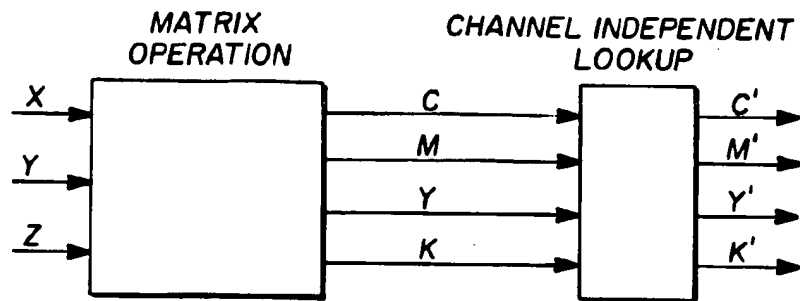 MATRIX
OPERATION
CHANNEL INDEPENDENT
LOOKUP
X
Y
Z
C
M
Y
K
C'
M'
Y'
K'